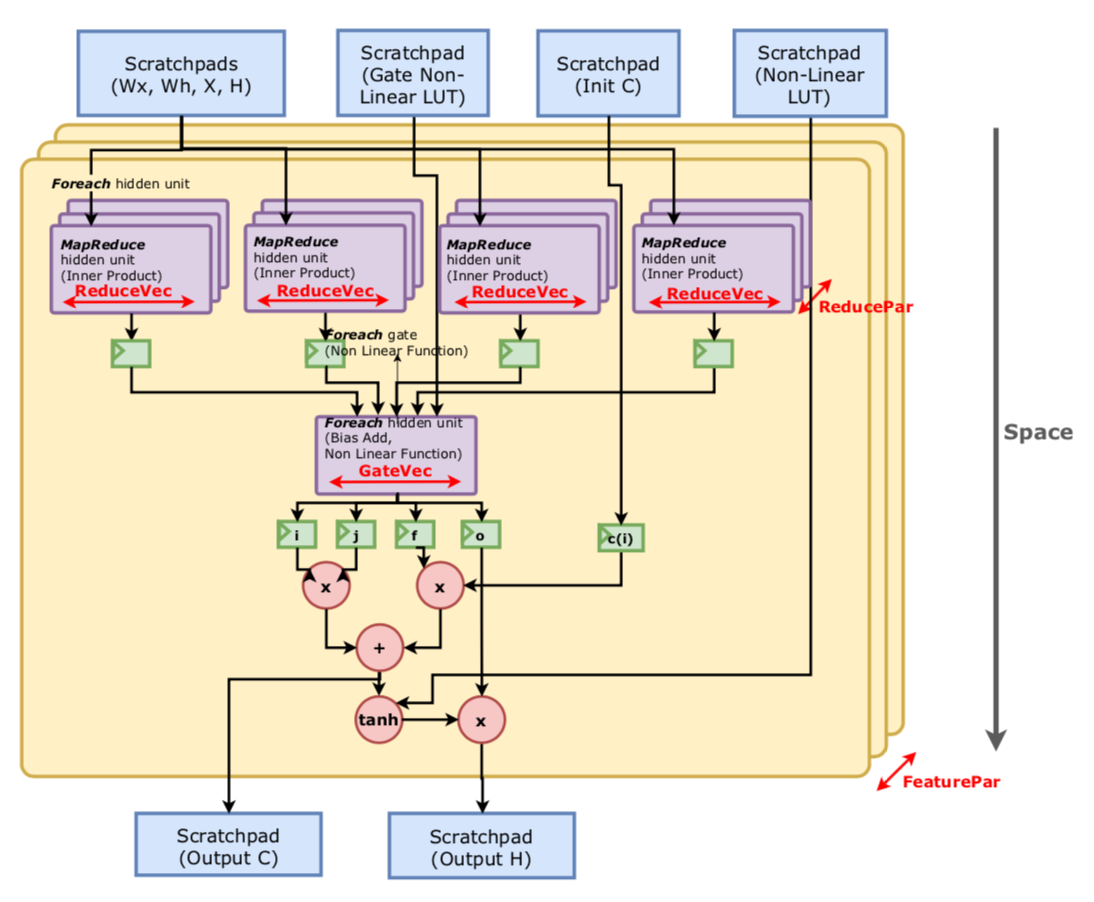 Scratchpads
(Wx, Wh, X, H)
Scratchpad
(Gate Non-
Linear LUT)
Scratchpad
(Init C)
Scratchpad
(Non-Linear
LUT)
Foreach hidden unit
MapReduce
hidden unit
(Inner Product)
ReduceVec
MapReduce
hidden unit
(Inner Product)
ReduceVec
MapReduce
hidden unit
(Inner Product)
ReduceVec
MapReduce
hidden unit
(Inner Product)
ReduceVec
ReducePar
Foreach gate
(Non Linear Function)
Foreach hidden unit
(Bias Add,
Non Linear Function)
GateVec
Space
i
j
f
o
c(i)
x
x
+
tanh
x
FeaturePar
Scratchpad
(Output C)
Scratchpad
(Output H)